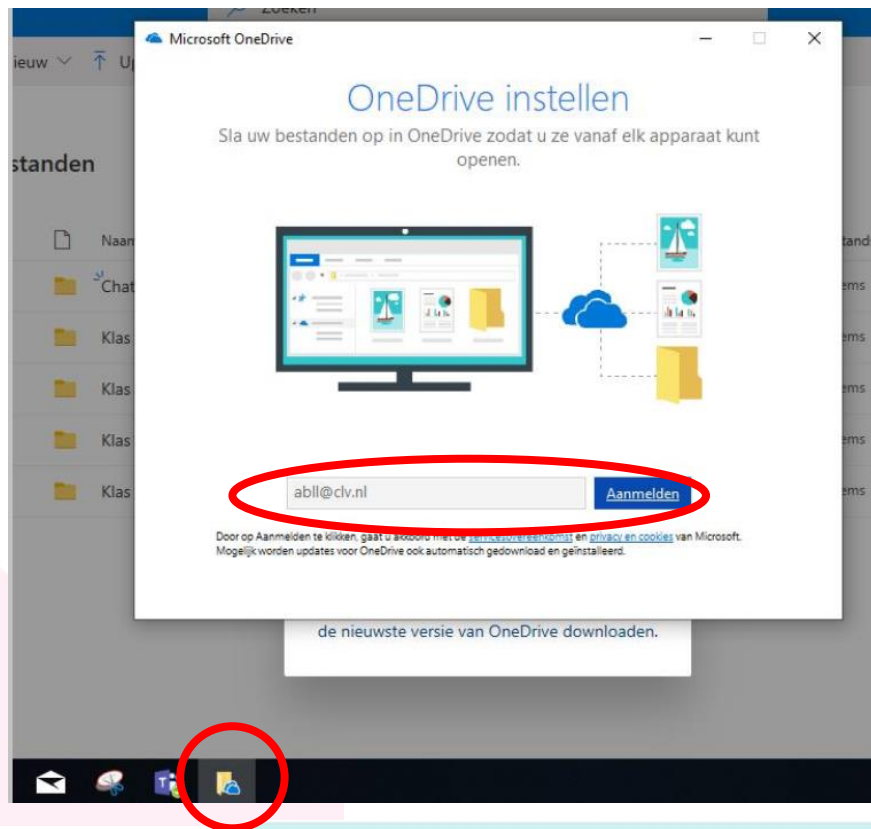 Zoeken
ieuw
Microsoft OneDrive
standen
OneDrive instellen
Sla uw bestanden op in OneDrive zodat u ze vanaf elk apparaat kunt
openen.
Naam
Chat
Klas
Klas
Klas
Klas
tands
ems
ems
ems
ems
ems
abll@clv.nl
Aanmelden
Door op Aanmelden te klikken, gaat u akkoord met de servicesovereenkomst en privacy en cookies van Microsoft.
Mogelijk worden updates voor OneDrive ook automatisch gedownload en geïnstalleerd.
de nieuwste versie van OneDrive downloaden.